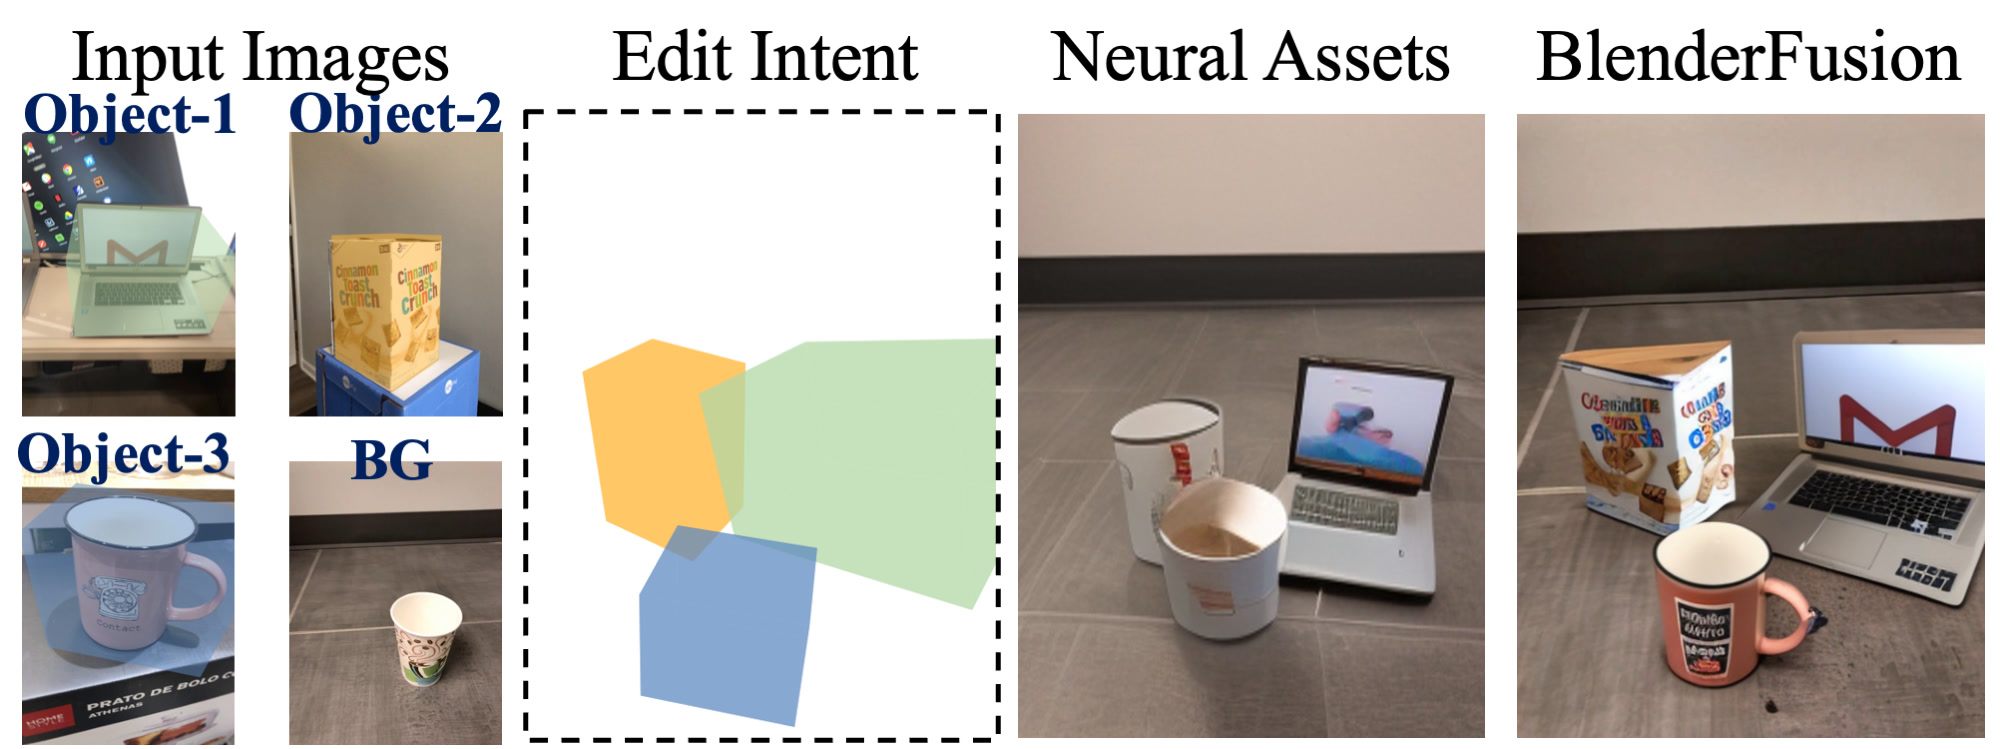 Input Images
Edit Intent
Neural Assets
BlenderFusion
Object-1
Object-2
Cinnamon
Toast
Crunch
Cinnamon
Toast
Crunch
Object-3
BG
Contact
PRATO DE BOLO
ATHENAS
HOME
STYLE